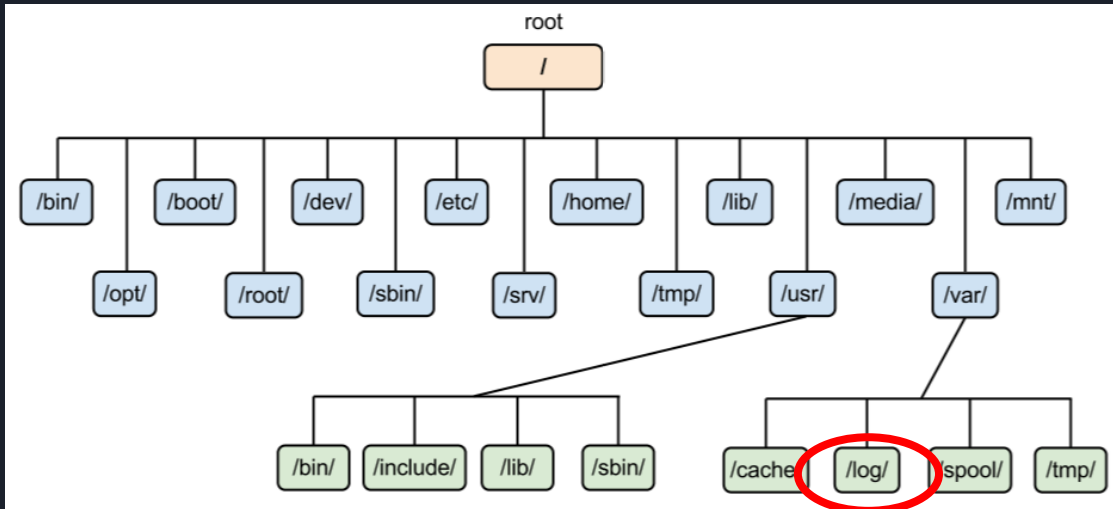 root
/
/bin/ /boot/ /dev/ /etc/ /home/ /lib/ /media/ /mnt/
/opt/ /root/ /sbin/ /srv/ /tmp/ /usr/ /var/
/bin/ /include/ /lib/ /sbin/ /cache /log/ /spool/ /tmp/